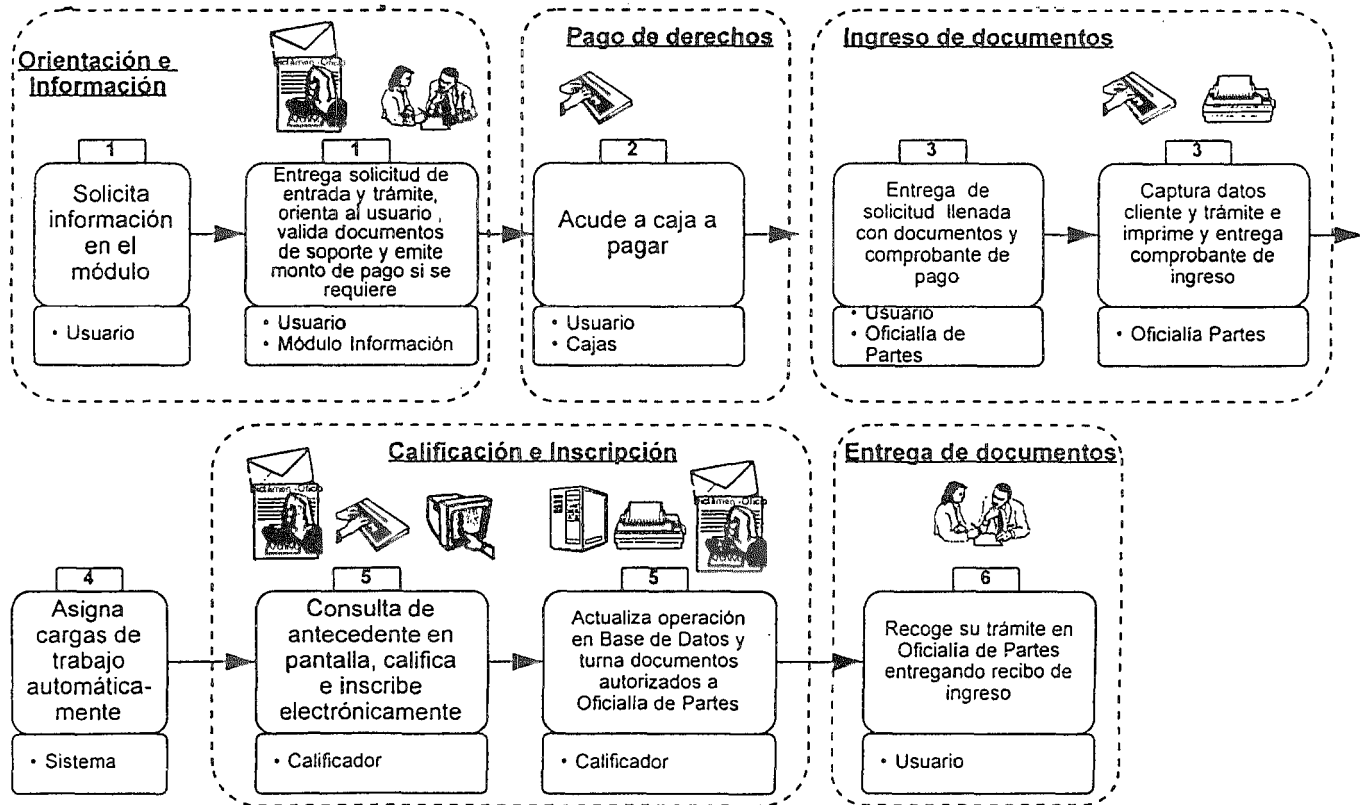 Orientación e
Información
1
Solicita
información
en el
módulo
• Usuario
1
Entrega solicitud de
entrada y trámite,
orienta al usuario,
valida documentos
de soporte y emite
monto de pago si se
requiere
• Usuario
• Módulo Información
Pago de derechos
2
Acude a caja a
pagar
• Usuario
• Cajas
Ingreso de documentos
3
Entrega de
solicitud llenada
con documentos y
comprobante de
pago
• Usuario
• Oficialía de
Partes
3
Captura datos
cliente y trámite e
imprime y entrega
comprobante de
ingreso
• Oficialía Partes
4
Asigna
cargas de
trabajo
automática-
mente
• Sistema
Calificación e Inscripción
5
Consulta de
antecedente en
pantalla, califica
e inscribe
electrónicamente
• Calificador
5
Actualiza operación
en Base de Datos y
turna documentos
autorizados a
Oficialía de Partes
• Calificador
Entrega de documentos
6
Recoge su trámite en
Oficialía de Partes
entregando recibo de
ingreso
• Usuario